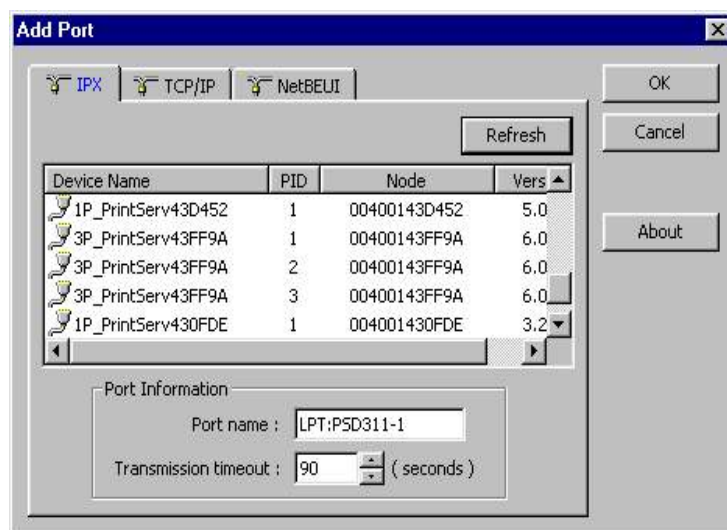 Add Port
IPX TCP/IP NetBEUI
OK
Refresh
Cancel
Device Name PID Node Vers
1P_PrintServ43D452 1 00400143D452 5.0
3P_PrintServ43FF9A 1 00400143FF9A 6.0
About
3P_PrintServ43FF9A 2 00400143FF9A 6.0
3P_PrintServ43FF9A 3 00400143FF9A 6.0
1P_PrintServ430FDE 1 004001430FDE 3.2
Port Information
Port name : LPT:PSD311-1
Transmission timeout : 90 ( seconds )